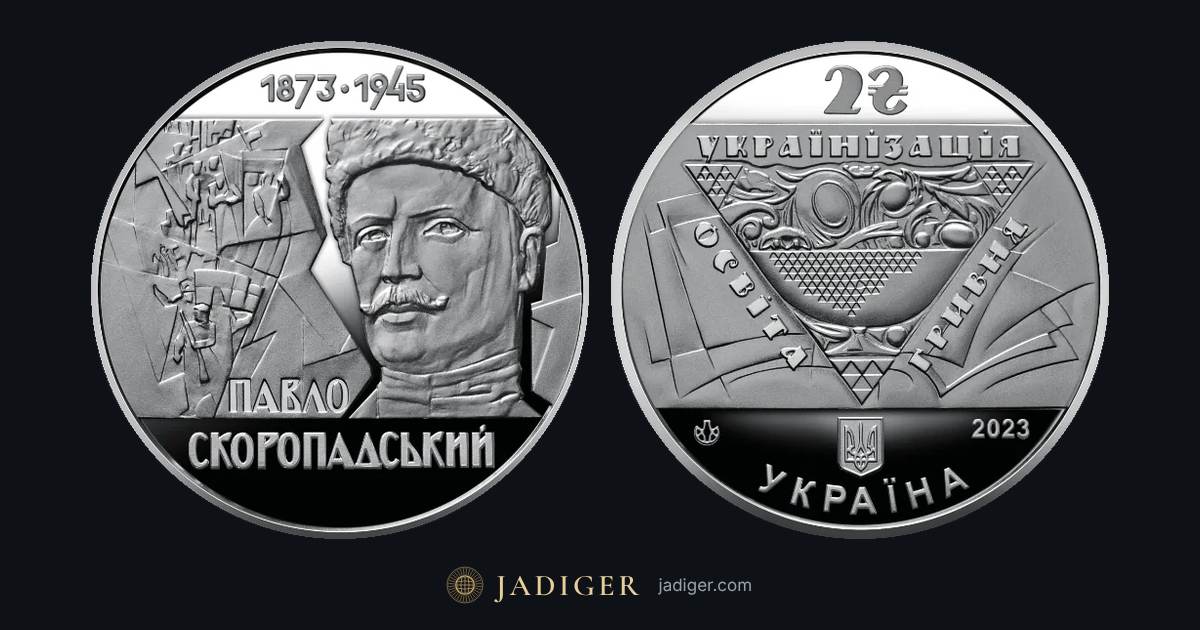 1873·1945
ПАВЛО
СКОРОПАДСЬКИЙ
2₴
УКРАЇНІЗАЦІЯ
ОСВІТА
ГРИВНЯ
2023
УКРАЇНА
JADIGER jadiger.com